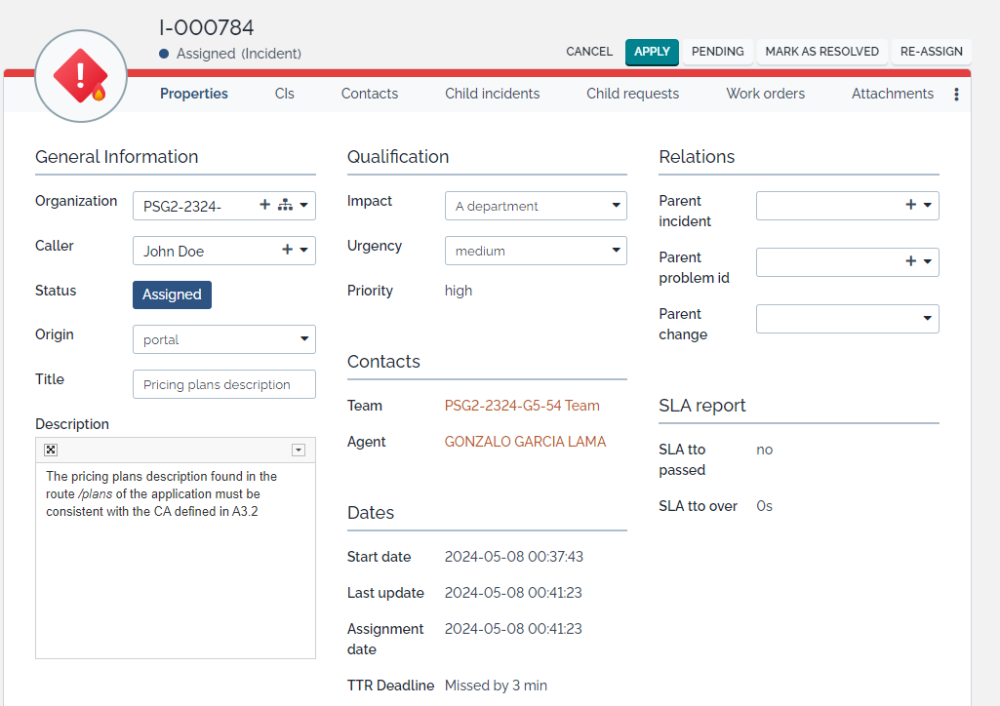 I-000784
Assigned (Incident)
CANCEL APPLY PENDING MARK AS RESOLVED RE-ASSIGN
Properties CIs Contacts Child incidents Child requests Work orders Attachments
General Information
Organization PSG2-2324-
Caller John Doe
Status Assigned
Origin portal
Title Pricing plans description
Description
The pricing plans description found in the
route /plans of the application must be
consistent with the CA defined in A3.2
Qualification
Impact A department
Urgency medium
Priority high
Contacts
Team PSG2-2324-G5-54 Team
Agent GONZALO GARCIA LAMA
Dates
Start date 2024-05-08 00:37:43
Last update 2024-05-08 00:41:23
Assignment 2024-05-08 00:41:23
date
TTR Deadline Missed by 3 min
Relations
Parent
incident
Parent
problem id
Parent
change
SLA report
SLA tto no
passed
SLA tto over 0s